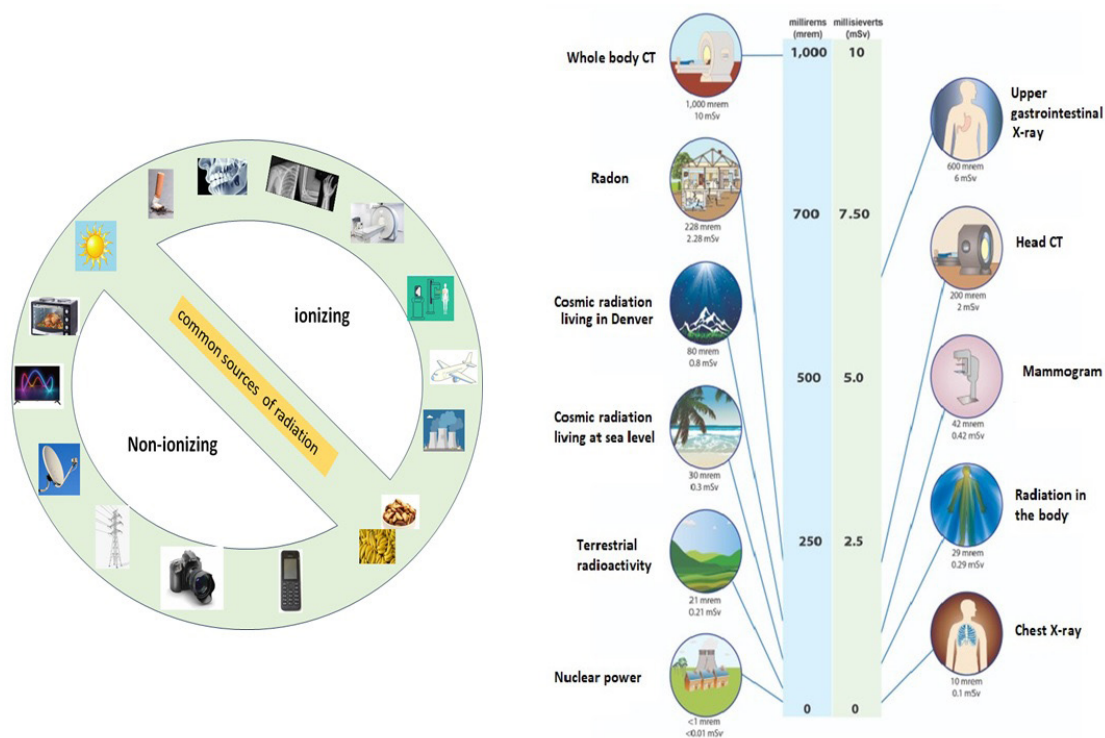 ionizing
common sources of radiation
Non-ionizing
millirems
(mrem)
millisieverts
(mSv)
1,000
10
700
7.50
500
5.0
250
2.5
0
0
Whole body CT
1,000 mrem
10 mSv
Radon
228 mrem
2.28 mSv
Cosmic radiation
living in Denver
80 mrem
0.8 mSv
Cosmic radiation
living at sea level
30 mrem
0.3 mSv
Terrestrial
radioactivity
21 mrem
0.21 mSv
Nuclear power
<1 mrem
<0.01 mSv
Upper
gastrointestinal
X-ray
600 mrem
6 mSv
Head CT
200 mrem
2 mSv
Mammogram
42 mrem
0.42 mSv
Radiation in
the body
29 mrem
0.29 mSv
Chest X-ray
10 mrem
0.1 mSv